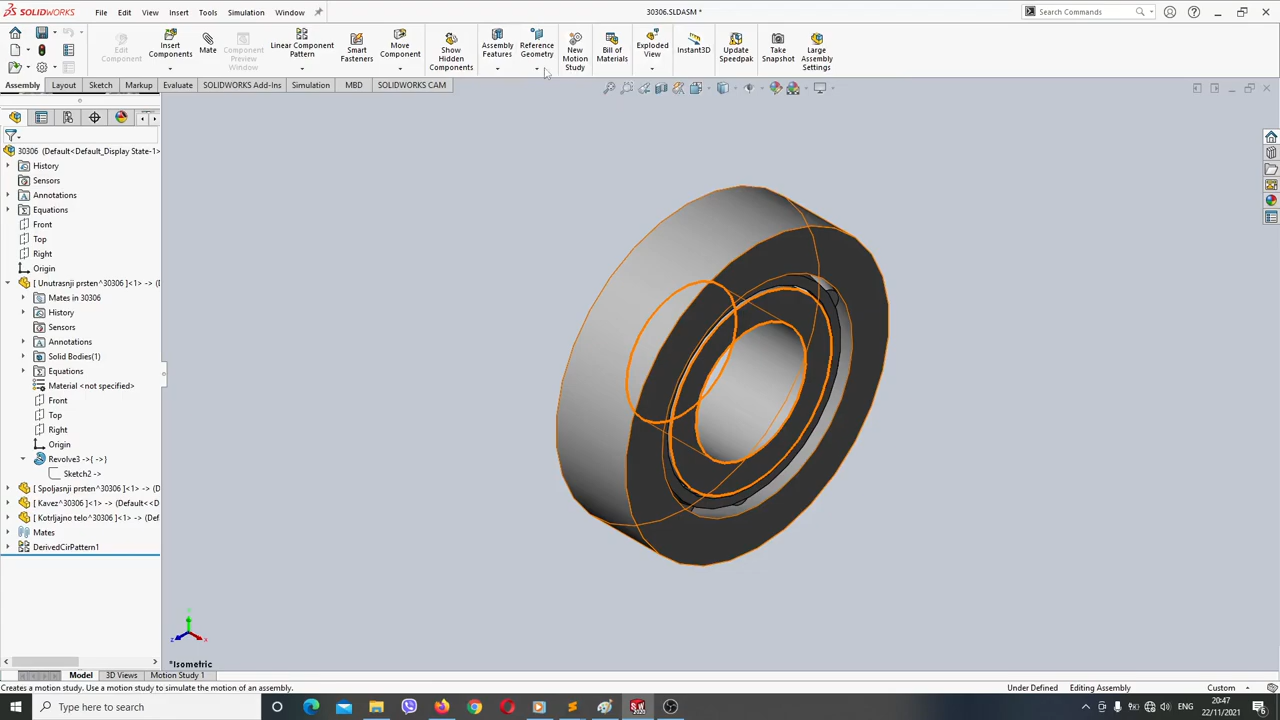 SOLIDWORKS File Edit View Insert Tools Simulation Window 30306.SLDASM * Search Commands
Edit Component
Insert Components
Mate
Component Preview Window
Linear Component Pattern
Smart Fasteners
Move Component
Show Hidden Components
Assembly Features
Reference Geometry
New Motion Study
Bill of Materials
Exploded View
Instant3D
Update Speedpak
Take Snapshot
Large Assembly Settings
Assembly Layout Sketch Markup Evaluate SOLIDWORKS Add-Ins Simulation MBD SOLIDWORKS CAM
30306 (Default<Default_Display State-1>
History
Sensors
Annotations
Equations
Front
Top
Right
Origin
[ Unutrasnji prsten^30306 ]<1> -> (D
Mates in 30306
History
Sensors
Annotations
Solid Bodies(1)
Equations
Material <not specified>
Front
Top
Right
Origin
Revolve3 ->{ ->}
Sketch2 ->
[ Spoljasnji prsten^30306 ]<1> -> (De
[ Kavez^30306 ]<1> -> (Default<<D
[ Kotrljajno telo^30306 ]<1> -> (Def
Mates
DerivedCirPattern1
Z X
*Isometric
Model 3D Views Motion Study 1
Creates a motion study. Use a motion study to simulate the motion of an assembly. Under Defined Editing Assembly Custom
Type here to search
20:47
22/11/2021